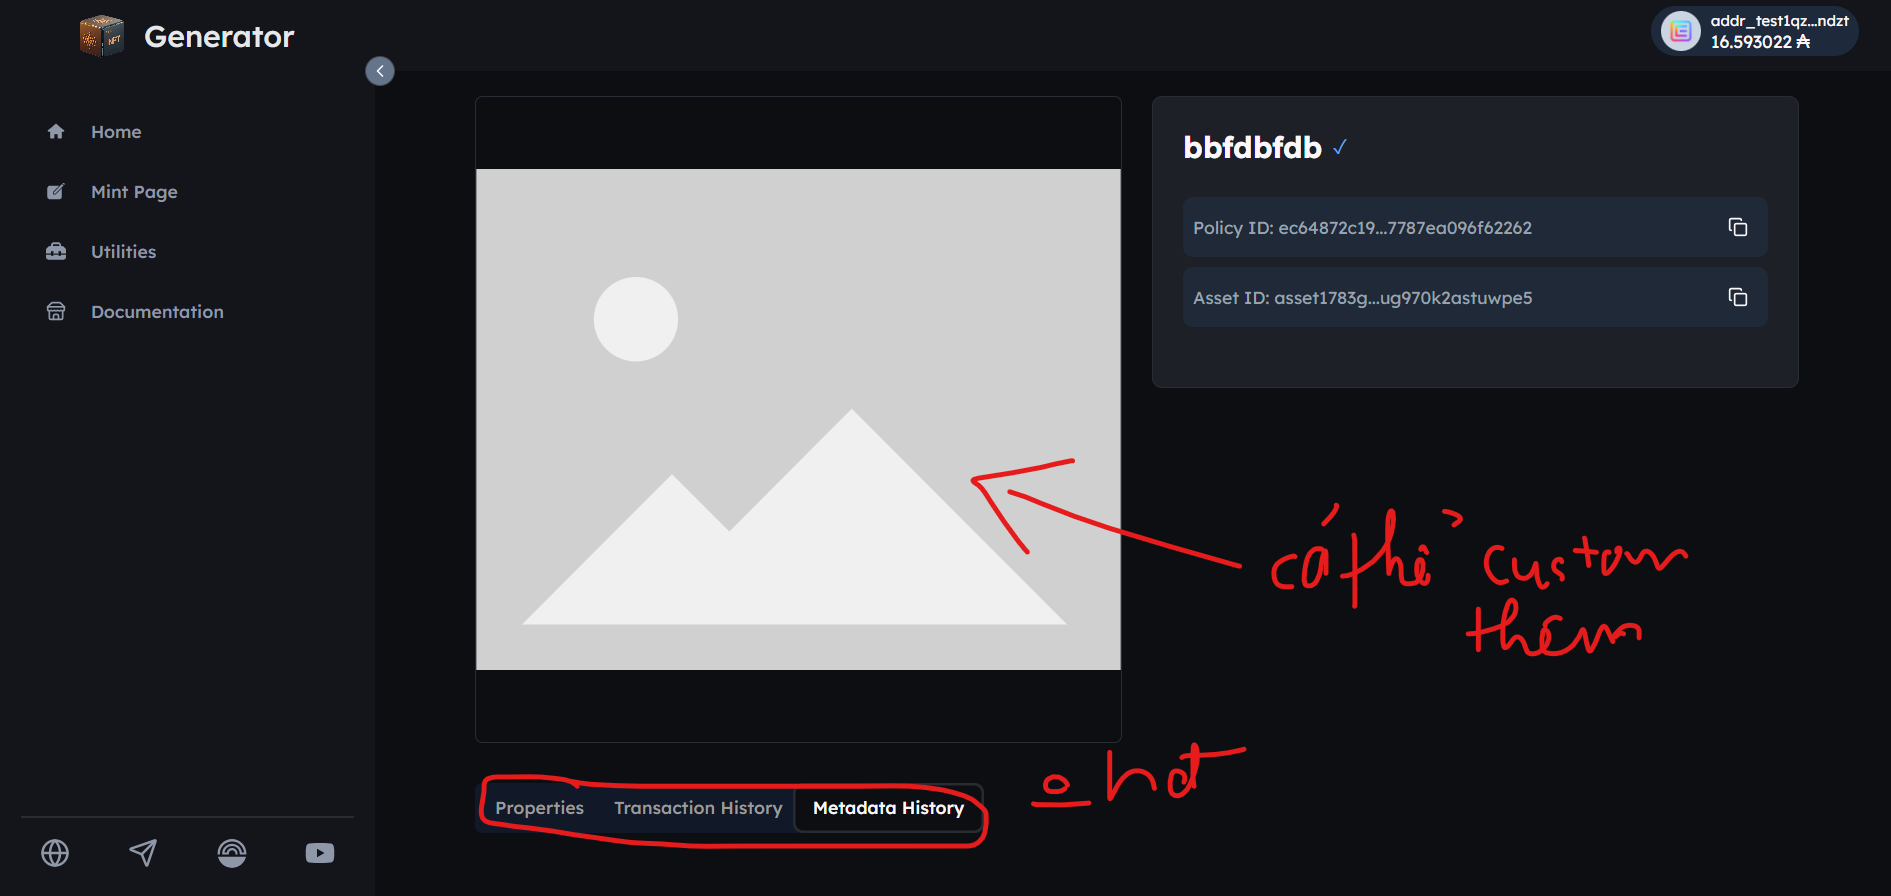 Generator
addr_test1qz...ndzt
16.593022 ₳
Home
Mint Page
Utilities
Documentation
NFT
bbfdbfdb ✓
Policy ID: ec64872c19...7787ea096f62262
Asset ID: asset1783g...ug970k2astuwpe5
có thể custom
thêm
Properties
Transaction History
Metadata History